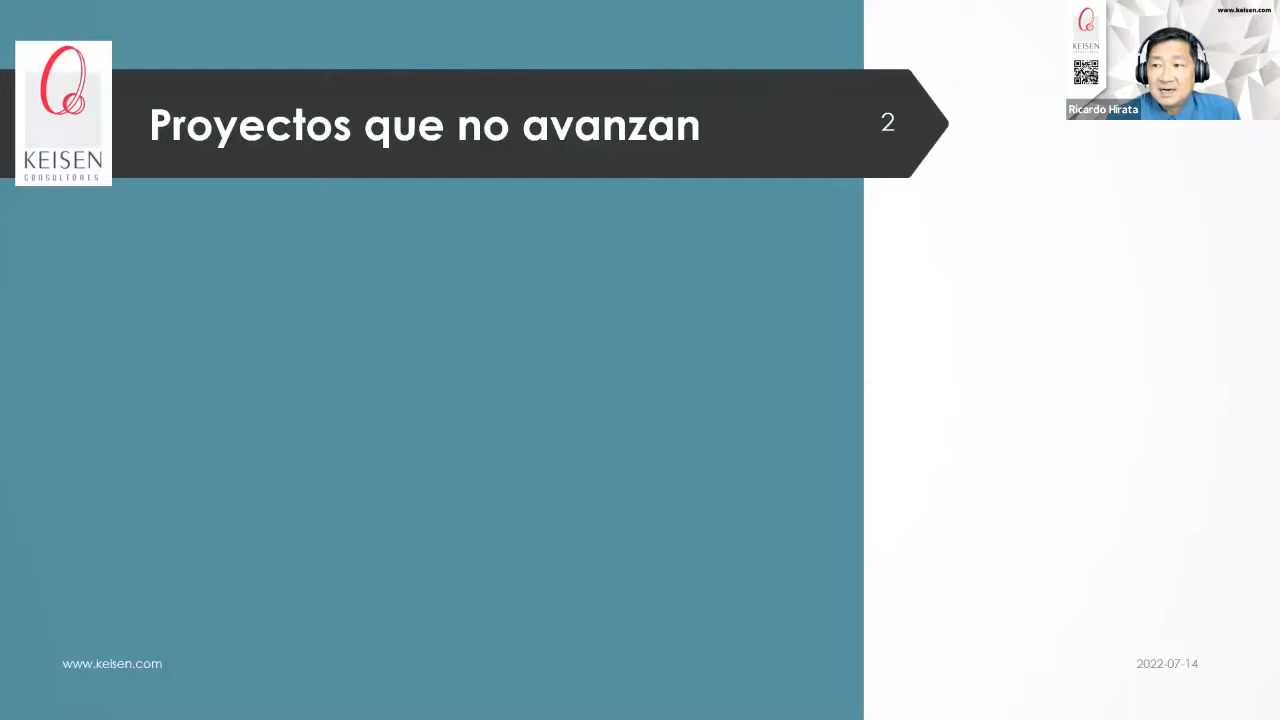 www.keisen.com
KEISEN
Ricardo Hirata
KEISEN
CONSULTORES
Proyectos que no avanzan
2
www.keisen.com
2022-07-14